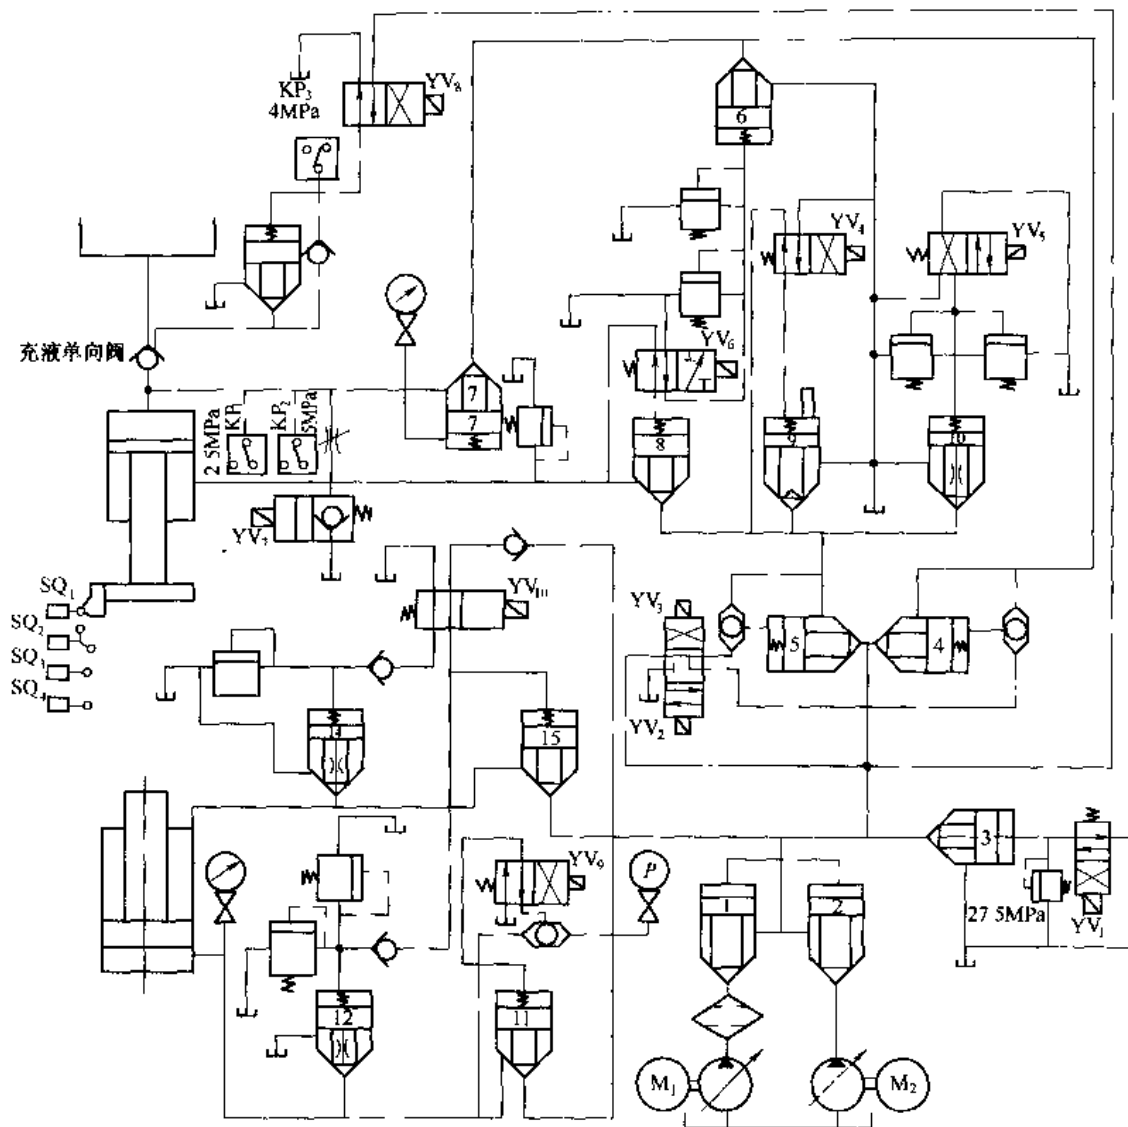 YV₈
KP₃
4MPa
6
YV₄
YV₅
充液单向阀
YV₆
7
7
2 5MPa
KP₁
KP₂
5MPa
8
9
10
YV₇
SQ₁
SQ₂
SQ₃
SQ₄
YV₁₀
YV₃
5
4
YV₂
15
3
YV₉
P
1
2
27 5MPa
YV₁
12
11
M₁
M₂